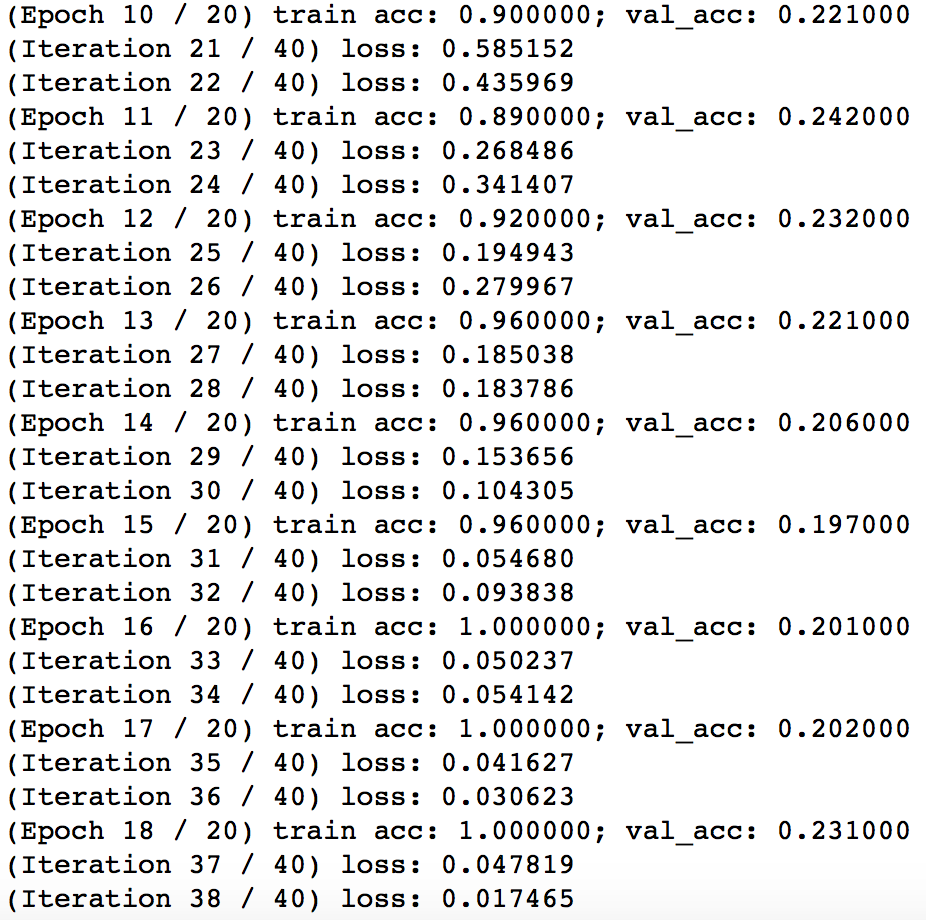 (Epoch 10 / 20) train acc: 0.900000; val_acc: 0.221000
(Iteration 21 / 40) loss: 0.585152
(Iteration 22 / 40) loss: 0.435969
(Epoch 11 / 20) train acc: 0.890000; val_acc: 0.242000
(Iteration 23 / 40) loss: 0.268486
(Iteration 24 / 40) loss: 0.341407
(Epoch 12 / 20) train acc: 0.920000; val_acc: 0.232000
(Iteration 25 / 40) loss: 0.194943
(Iteration 26 / 40) loss: 0.279967
(Epoch 13 / 20) train acc: 0.960000; val_acc: 0.221000
(Iteration 27 / 40) loss: 0.185038
(Iteration 28 / 40) loss: 0.183786
(Epoch 14 / 20) train acc: 0.960000; val_acc: 0.206000
(Iteration 29 / 40) loss: 0.153656
(Iteration 30 / 40) loss: 0.104305
(Epoch 15 / 20) train acc: 0.960000; val_acc: 0.197000
(Iteration 31 / 40) loss: 0.054680
(Iteration 32 / 40) loss: 0.093838
(Epoch 16 / 20) train acc: 1.000000; val_acc: 0.201000
(Iteration 33 / 40) loss: 0.050237
(Iteration 34 / 40) loss: 0.054142
(Epoch 17 / 20) train acc: 1.000000; val_acc: 0.202000
(Iteration 35 / 40) loss: 0.041627
(Iteration 36 / 40) loss: 0.030623
(Epoch 18 / 20) train acc: 1.000000; val_acc: 0.231000
(Iteration 37 / 40) loss: 0.047819
(Iteration 38 / 40) loss: 0.017465